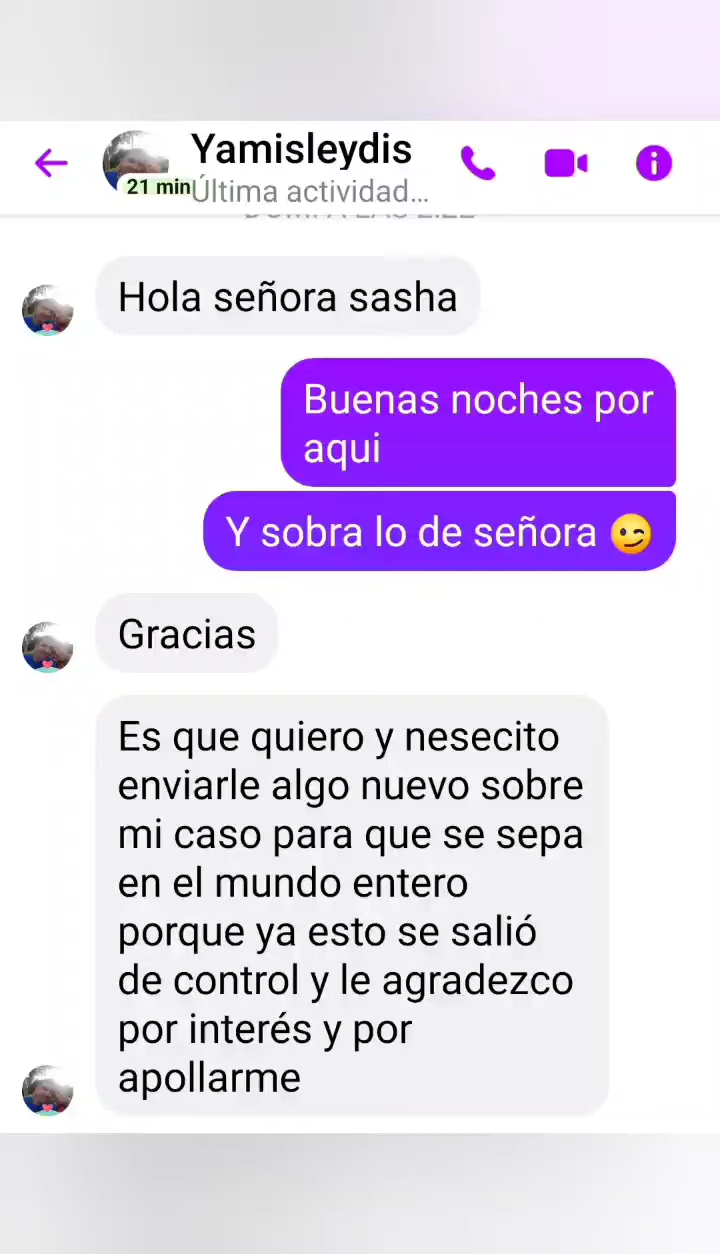 Yamisleydis
21 min
Última actividad...
Hola señora sasha
Buenas noches por
aqui
Y sobra lo de señora 😉
Gracias
Es que quiero y nesecito
enviarle algo nuevo sobre
mi caso para que se sepa
en el mundo entero
porque ya esto se salió
de control y le agradezco
por interés y por
apollarme